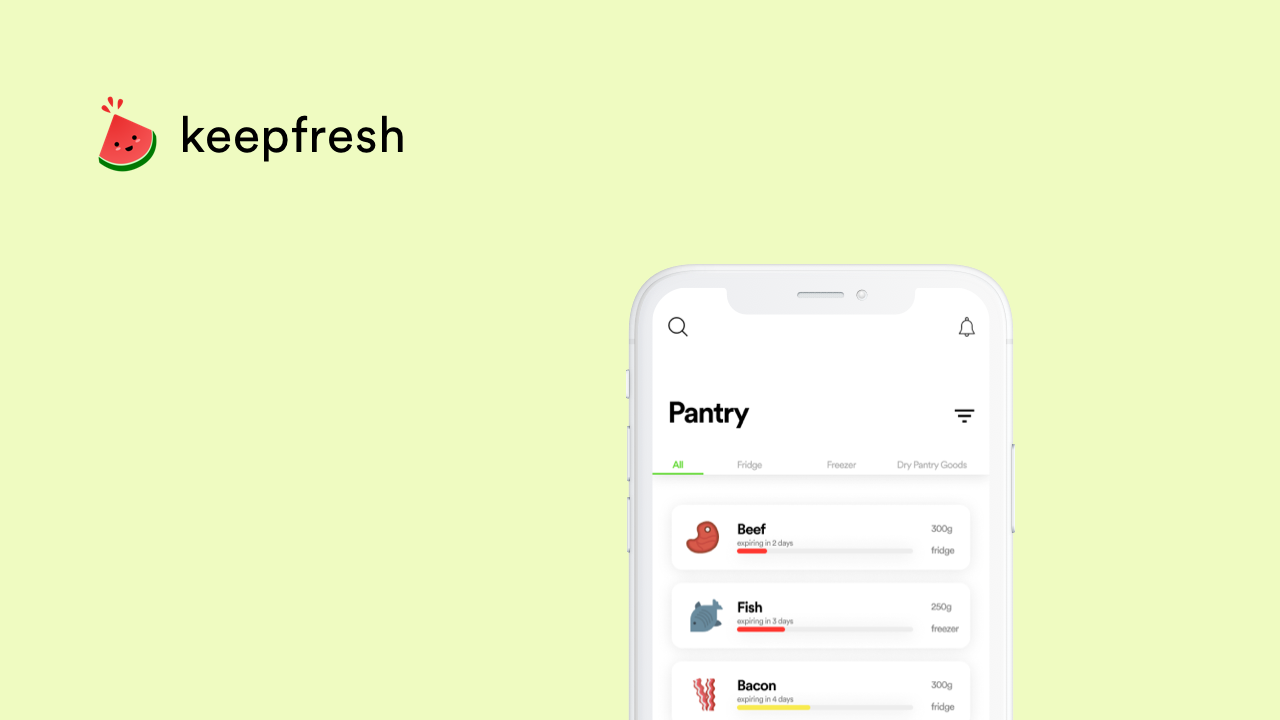 keepfresh
Pantry
All Fridge Freezer Dry Pantry Goods
Beef 300g
expiring in 2 days
fridge
Fish 250g
expiring in 3 days
freezer
Bacon 300g
expiring in 4 days
fridge